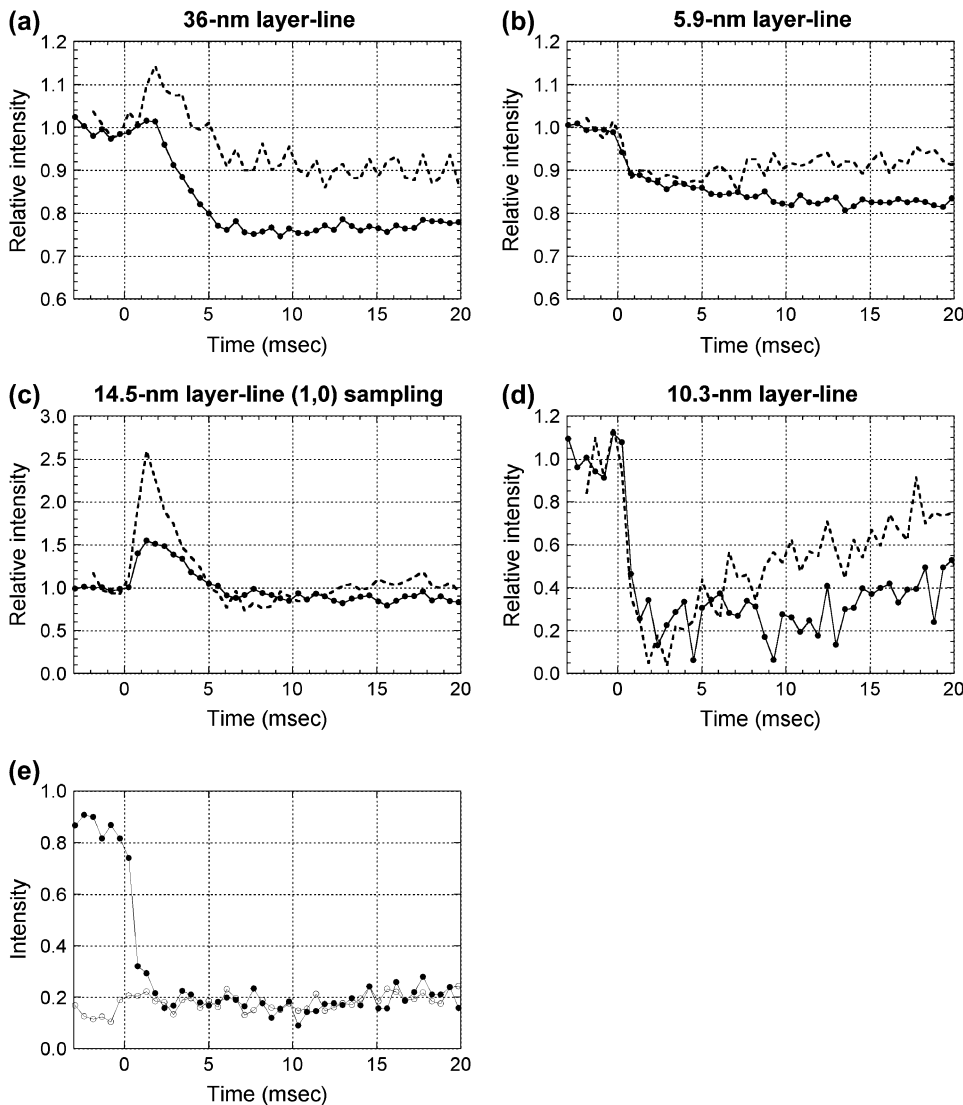 (a) 36-nm layer-line
1.2
1.1
1.0
0.9
0.8
0.7
0.6
Relative intensity
0 5 10 15 20
Time (msec)
(b) 5.9-nm layer-line
1.2
1.1
1.0
0.9
0.8
0.7
0.6
Relative intensity
0 5 10 15 20
Time (msec)
(c) 14.5-nm layer-line (1,0) sampling
3.0
2.5
2.0
1.5
1.0
0.5
0.0
Relative intensity
0 5 10 15 20
Time (msec)
(d) 10.3-nm layer-line
1.2
1.0
0.8
0.6
0.4
0.2
0.0
Relative intensity
0 5 10 15 20
Time (msec)
(e)
1.0
0.8
0.6
0.4
0.2
0.0
Intensity
0 5 10 15 20
Time (msec)